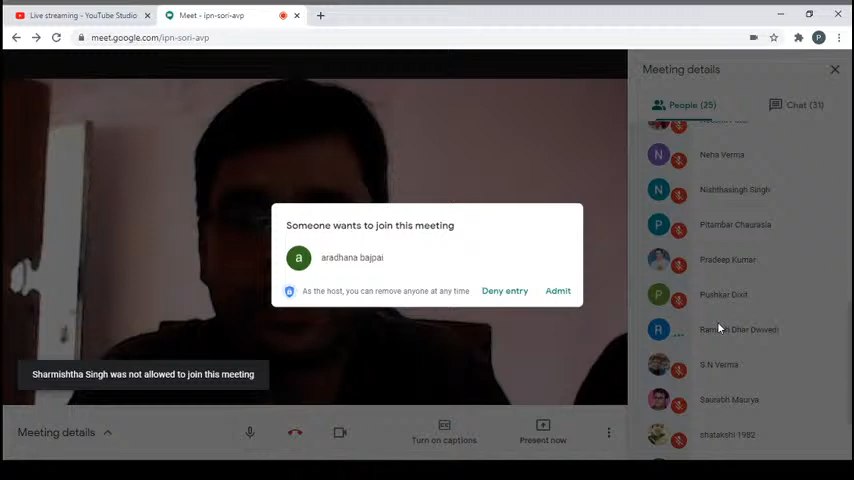 Live streaming - YouTube Studio
Meet - ipn-sori-avp
meet.google.com/ipn-sori-avp
P
Meeting details
People (25)
Chat (31)
N
Neha Verma
N
Nishthasingh Singh
P
Pitambar Chaurasia
Pradeep Kumar
P
Pushkar Dixit
R
Dhar Dwivedi
S.N Verma
Saurabh Maurya
shatakshi 1982
Someone wants to join this meeting
a
aradhana bajpai
As the host, you can remove anyone at any time
Deny entry
Admit
Sharmishtha Singh was not allowed to join this meeting
Meeting details
Turn on captions
Present now